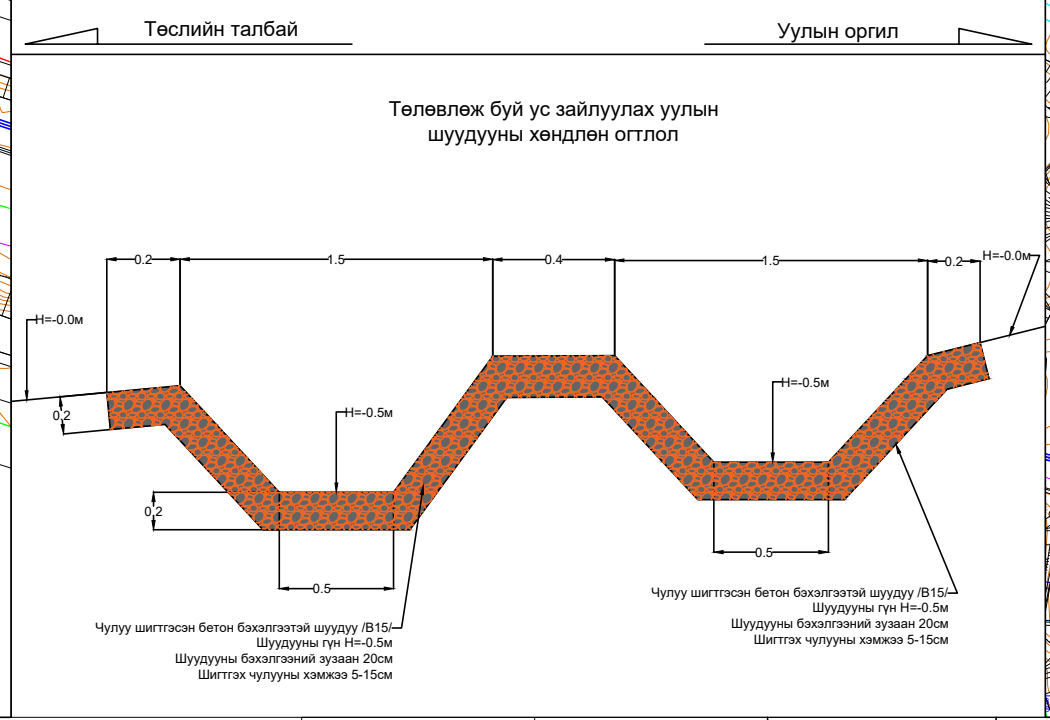 Төслийн талбай
Уулын оргил
Төлөвлөж буй ус зайлуулах уулын
шуудууны хөндлөн огтлол
0.2
1.5
0.4
1.5
0.2
H=-0.0м
H=-0.0м
0.2
H=-0.5м
H=-0.5м
0.2
0.5
0.5
Чулуу шигтгэсэн бетон бэхэлгээтэй шуудуу /B15/
Шуудууны гүн H=-0.5м
Шуудууны бэхэлгээний зузаан 20см
Шигтгэх чулууны хэмжээ 5-15см
Чулуу шигтгэсэн бетон бэхэлгээтэй шуудуу /B15/
Шуудууны гүн H=-0.5м
Шуудууны бэхэлгээний зузаан 20см
Шигтгэх чулууны хэмжээ 5-15см